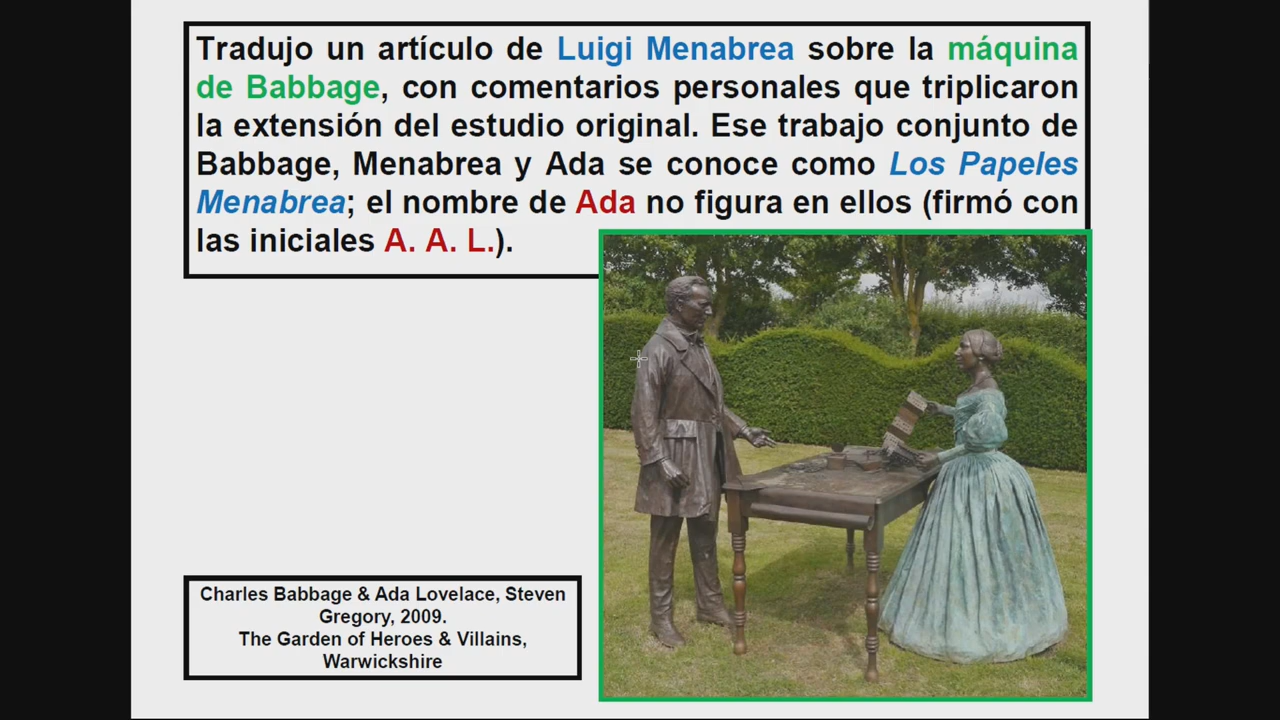 Tradujo un artículo de Luigi Menabrea sobre la máquina
de Babbage, con comentarios personales que triplicaron
la extensión del estudio original. Ese trabajo conjunto de
Babbage, Menabrea y Ada se conoce como Los Papeles
Menabrea; el nombre de Ada no figura en ellos (firmó con
las iniciales A. A. L.).
Charles Babbage & Ada Lovelace, Steven
Gregory, 2009.
The Garden of Heroes & Villains,
Warwickshire